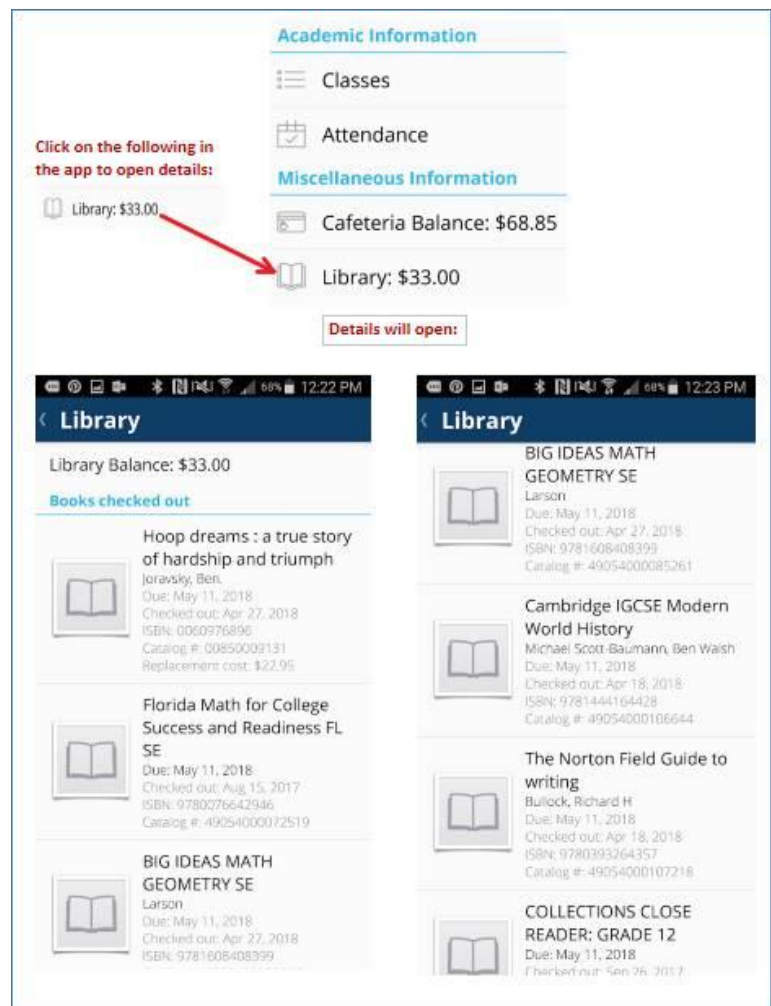 Academic Information
Classes
Attendance
Click on the following in
the app to open details:
Library: $33.00
Miscellaneous Information
Cafeteria Balance: $68.85
Library: $33.00
Details will open:
68% 12:22 PM
Library
Library Balance: $33.00
Books checked out
Hoop dreams : a true story
of hardship and triumph
Joravsky, Ben.
Due: May 11, 2018
Checked out: Apr 27, 2018
ISBN: 0060976896
Catalog #: 00850009131
Replacement cost: $22.95
Florida Math for College
Success and Readiness FL
SE
Due: May 11, 2018
Checked out: Aug 15, 2017
ISBN: 9780076642946
Catalog #: 49054000072519
BIG IDEAS MATH
GEOMETRY SE
Larson
Due: May 11, 2018
Checked out: Apr 27, 2018
ISBN: 9781608408399
68% 12:23 PM
Library
BIG IDEAS MATH
GEOMETRY SE
Larson
Due: May 11, 2018
Checked out: Apr 27, 2018
ISBN: 9781608408399
Catalog #: 49054000085261
Cambridge IGCSE Modern
World History
Michael Scott-Baumann, Ben Walsh
Due: May 11, 2018
Checked out: Apr 18, 2018
ISBN: 9781444164428
Catalog #: 49054000106644
The Norton Field Guide to
writing
Bullock, Richard H
Due: May 11, 2018
Checked out: Apr 18, 2018
ISBN: 9780393264357
Catalog #: 49054000107218
COLLECTIONS CLOSE
READER: GRADE 12
Due: May 11, 2018
Checked out: Sep 26, 2017